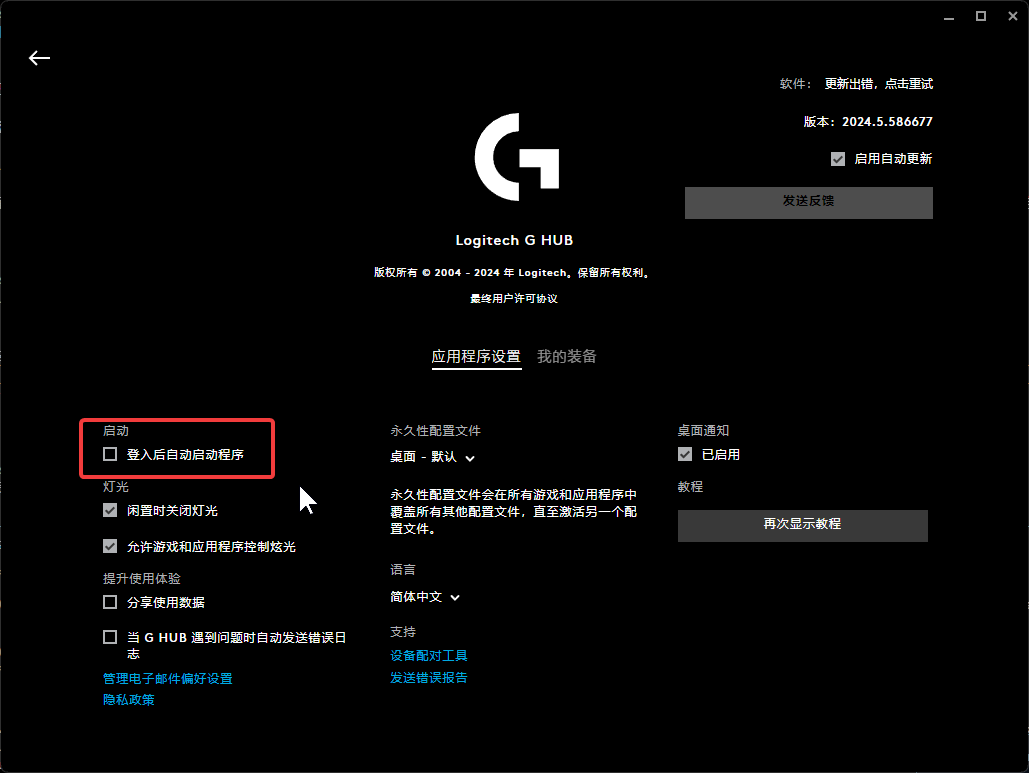 软件： 更新出错，点击重试
版本：2024.5.586677
启用自动更新
发送反馈
Logitech G HUB
版权所有 © 2004 - 2024 年 Logitech。保留所有权利。
最终用户许可协议
应用程序设置 我的装备
启动
登入后自动启动程序
灯光
闲置时关闭灯光
允许游戏和应用程序控制炫光
提升使用体验
分享使用数据
当 G HUB 遇到问题时自动发送错误日
志
管理电子邮件偏好设置
隐私政策
永久性配置文件
桌面 - 默认
永久性配置文件会在所有游戏和应用程序中
覆盖所有其他配置文件，直至激活另一个配
置文件。
语言
简体中文
支持
设备配对工具
发送错误报告
桌面通知
已启用
教程
再次显示教程